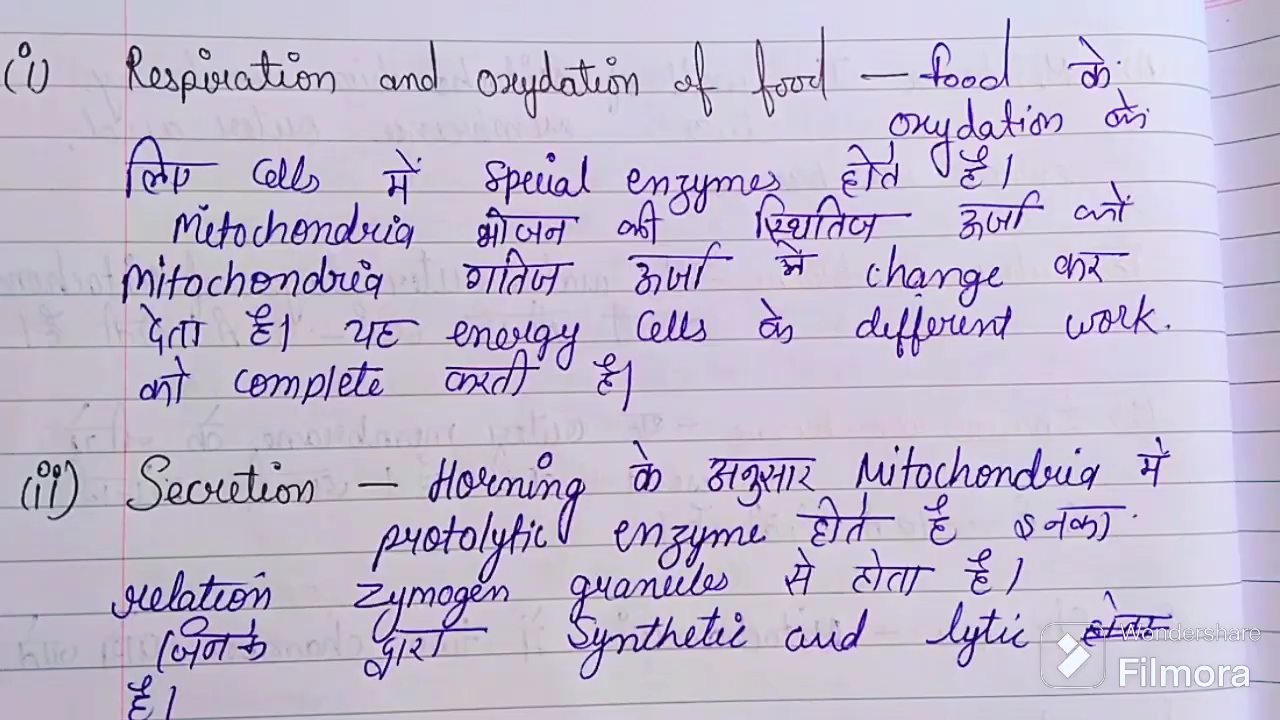 (i) Respiration and oxydation of food — food के
oxydation के
लिए cells में special enzymes होते है।
Mitochondria भोजन की स्थितिज ऊर्जा को
Mitochondria गतिज ऊर्जा में change कर
देता है। यह energy cells के different work.
को complete करती है।
(ii) Secretion — Horning के अनुसार Mitochondria में
protolytic enzyme होते है इनका
relation zymogen granules से होता है।
जिनके द्वारा Synthetic and lytic
है।
Wondershare
Filmora